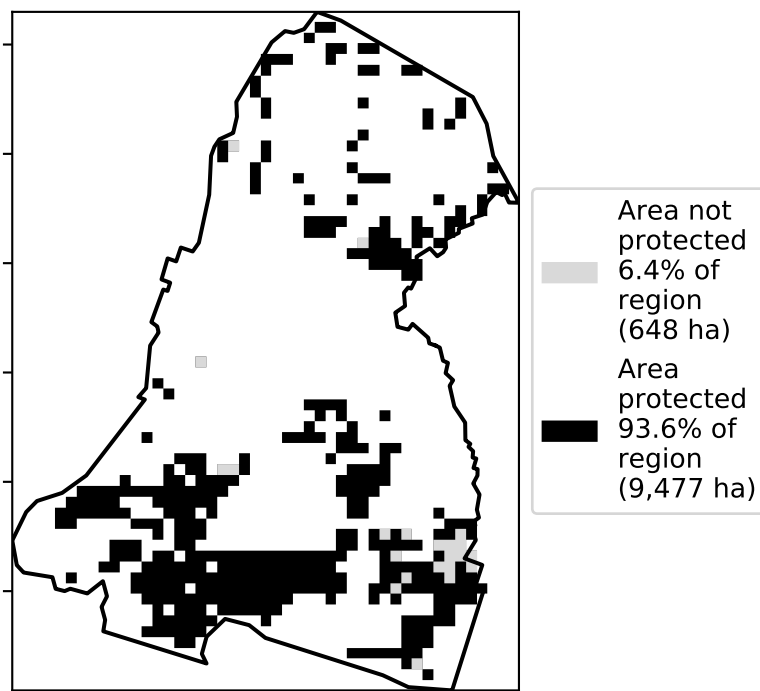 Area not
protected
6.4% of
region
(648 ha)
Area
protected
93.6% of
region
(9,477 ha)